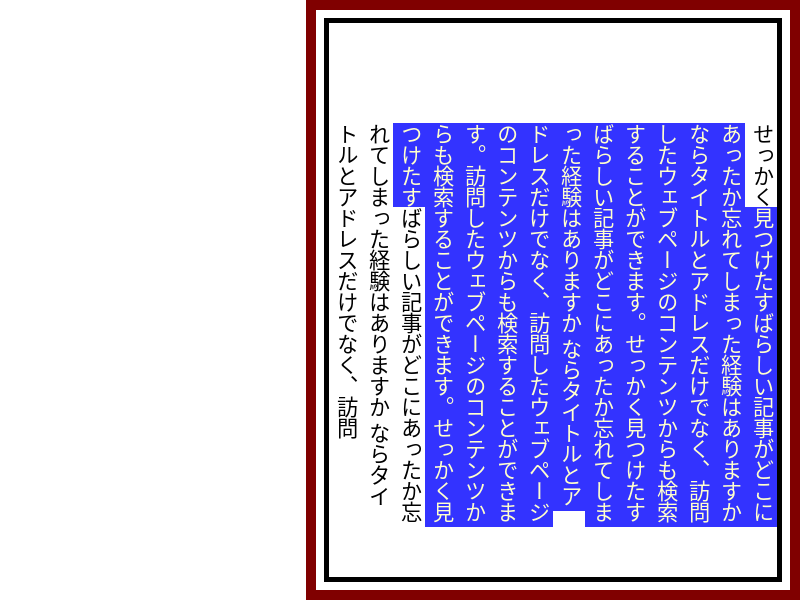 せっかく見つけたすばらしい記事がどこに
あったか忘れてしまった経験はありますか
ならタイトルとアドレスだけでなく、訪問
したウェブページのコンテンツからも検索
することができます。せっかく見つけたす
ばらしい記事がどこにあったか忘れてしま
った経験はありますか ならタイトルとア
ドレスだけでなく、訪問したウェブページ
のコンテンツからも検索することができま
す。訪問したウェブページのコンテンツか
らも検索することができます。せっかく見
つけたすばらしい記事がどこにあったか忘
れてしまった経験はありますか ならタイ
トルとアドレスだけでなく、訪問